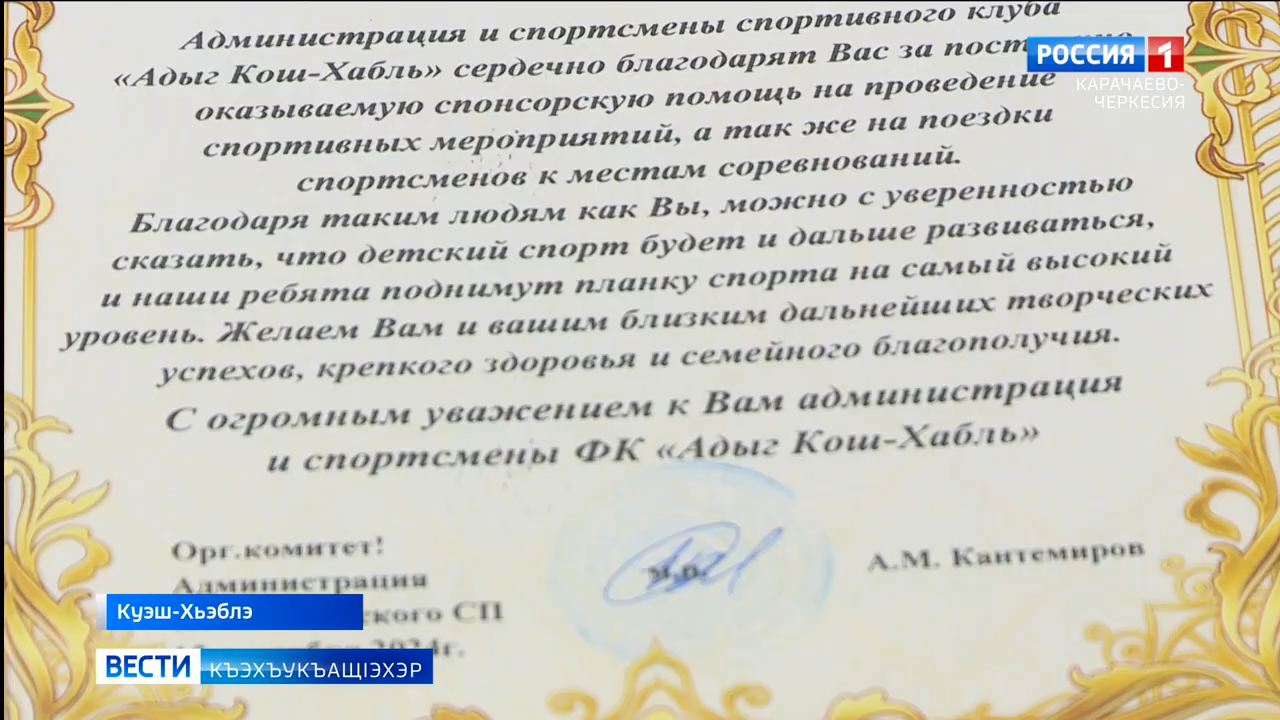 Администрация и спортсмены спортивного клуба
«Адыг Кош-Хабль» сердечно благодарят Вас за
оказываемую спонсорскую помощь на проведение
спортивных мероприятий, а так же на поездки
спортсменов к местам соревнований.
Благодаря таким людям как Вы, можно с уверенностью
сказать, что детский спорт будет и дальше развиваться,
и наши ребята поднимут планку спорта на самый высокий
уровень. Желаем Вам и вашим близким дальнейших творческих
успехов, крепкого здоровья и семейного благополучия.
С огромным уважением к Вам администрация
и спортсмены ФК «Адыг Кош-Хабль»
Орг.комитет!
Администрация
СП
М.П.
А.М. Кантемиров
2024г.
РОССИЯ 1
КАРАЧАЕВО-
ЧЕРКЕСИЯ
Куэш-Хьэблэ
ВЕСТИ КЪЭХЪУКЪАЩІЭХЭР